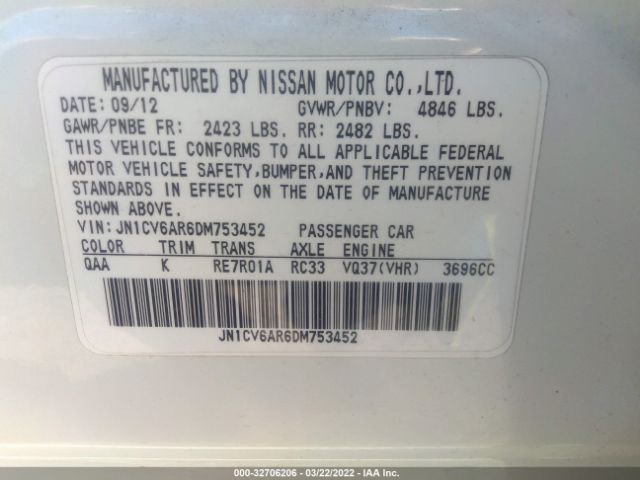 MANUFACTURED BY NISSAN MOTOR CO.,LTD.
DATE: 09/12 GVWR/PNBV: 4846 LBS.
GAWR/PNBE FR: 2423 LBS. RR: 2482 LBS.
THIS VEHICLE CONFORMS TO ALL APPLICABLE FEDERAL
MOTOR VEHICLE SAFETY,BUMPER,AND THEFT PREVENTION
STANDARDS IN EFFECT ON THE DATE OF MANUFACTURE
SHOWN ABOVE.
VIN: JN1CV6AR6DM753452 PASSENGER CAR
COLOR TRIM TRANS AXLE ENGINE
QAA K RE7R01A RC33 VQ37(VHR) 3696CC
JN1CV6AR6DM753452
000-32706206 - 03/22/2022 - IAA Inc.